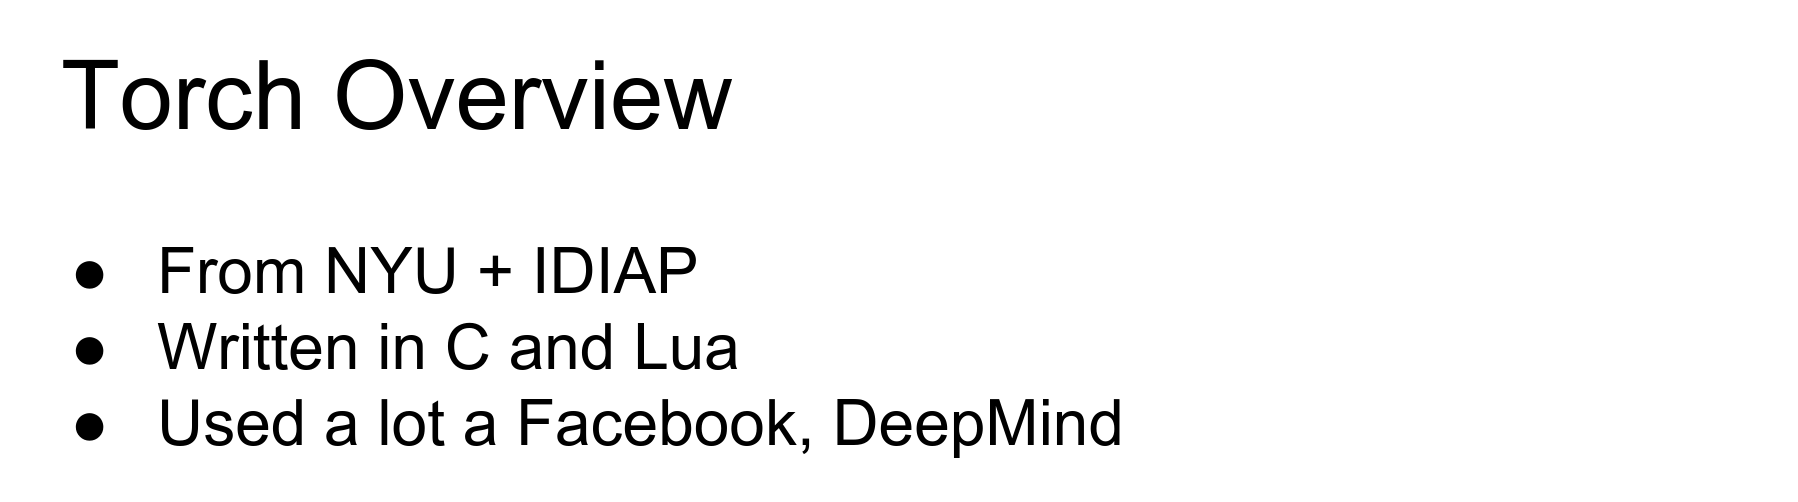 Torch Overview
● From NYU + IDIAP
● Written in C and Lua
● Used a lot a Facebook, DeepMind